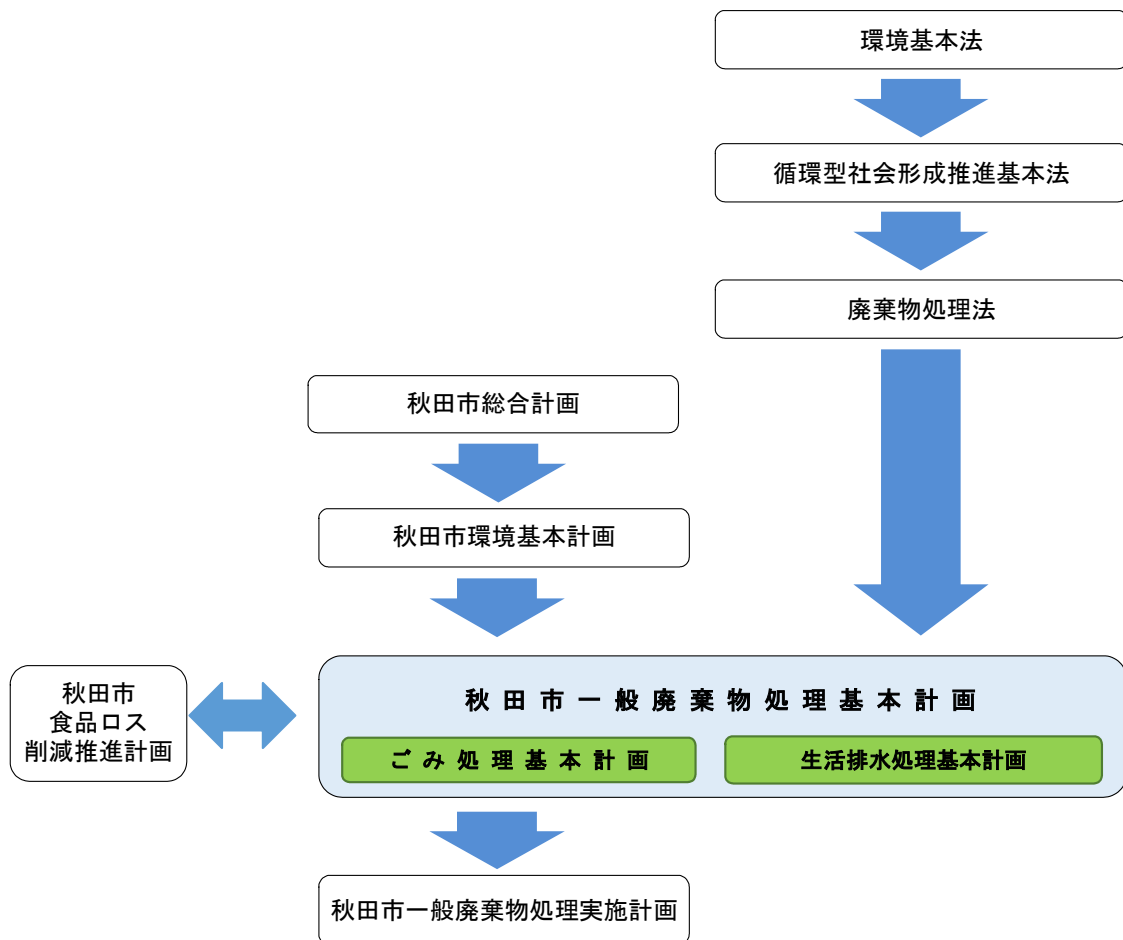 環境基本法
循環型社会形成推進基本法
廃棄物処理法
秋田市総合計画
秋田市環境基本計画
秋田市
食品ロス
削減推進計画
秋田市一般廃棄物処理基本計画
ごみ処理基本計画
生活排水処理基本計画
秋田市一般廃棄物処理実施計画